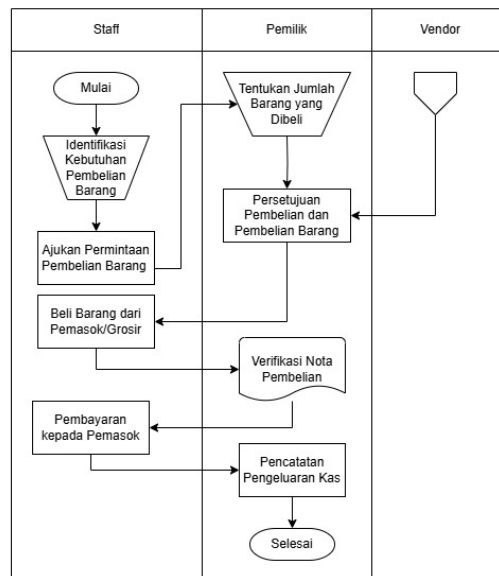 Staff
Pemilik
Vendor
Mulai
Identifikasi
Kebutuhan
Pembelian
Barang
Ajukan Permintaan
Pembelian Barang
Tentukan Jumlah
Barang yang
Dibeli
Persetujuan
Pembelian dan
Pembelian Barang
Beli Barang dari
Pemasok/Grosir
Verifikasi Nota
Pembelian
Pembayaran
kepada Pemasok
Pencatatan
Pengeluaran Kas
Selesai